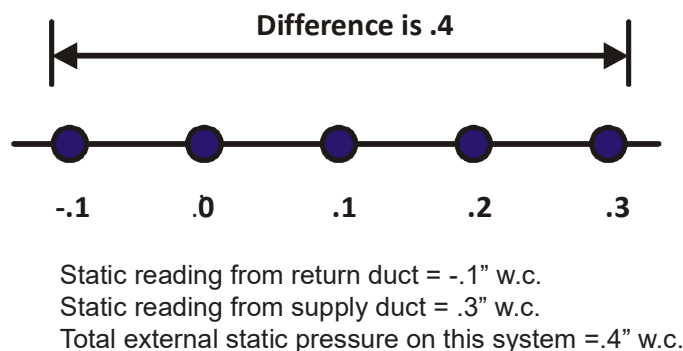 Difference is .4
-.1 .0 .1 .2 .3
Static reading from return duct = -.1” w.c.
Static reading from supply duct = .3” w.c.
Total external static pressure on this system =.4” w.c.